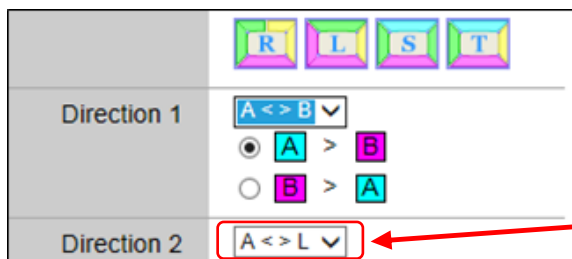 R L S T
Direction 1 A < > B
A > B
B > A
Direction 2 A < > L